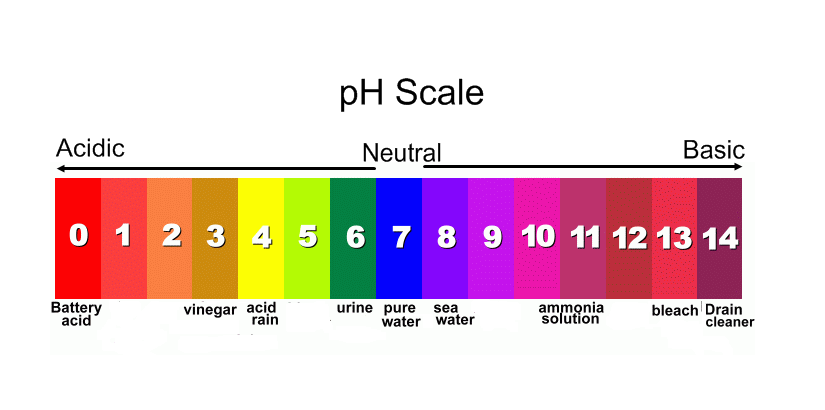 pH Scale
Acidic
Neutral
Basic
0 1 2 3 4 5 6 7 8 9 10 11 12 13 14
Battery
acid
vinegar
acid
rain
urine
pure
water
sea
water
ammonia
solution
bleach
Drain
cleaner